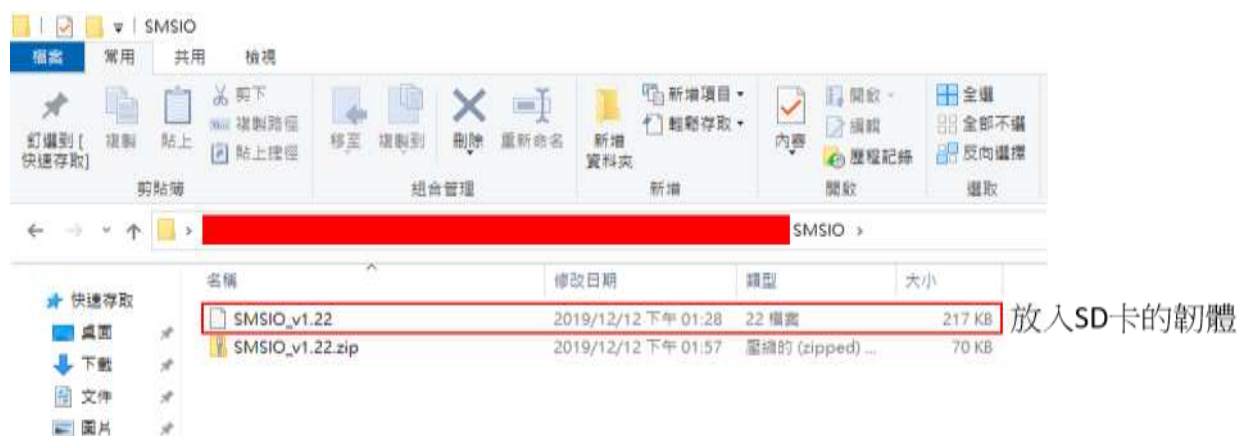 SMSIO
檔案 常用 共用 檢視
釘選到 [ 快速存取]
複製
貼上
剪下
複製路徑
貼上捷徑
移至
複製到
刪除
重新命名
新增 資料夾
新增項目
輕鬆存取
內容
開啟
編輯
歷程記錄
全選
全部不選
反向選擇
剪貼簿 組合管理 新增 開啟 選取
SMSIO >
名稱 修改日期 類型 大小
SMSIO_v1.22 2019/12/12 下午 01:28 22 檔案 217 KB
放入SD卡的韌體
SMSIO_v1.22.zip 2019/12/12 下午 01:57 壓縮的 (zipped) ... 70 KB
快速存取
桌面
下載
文件
圖片